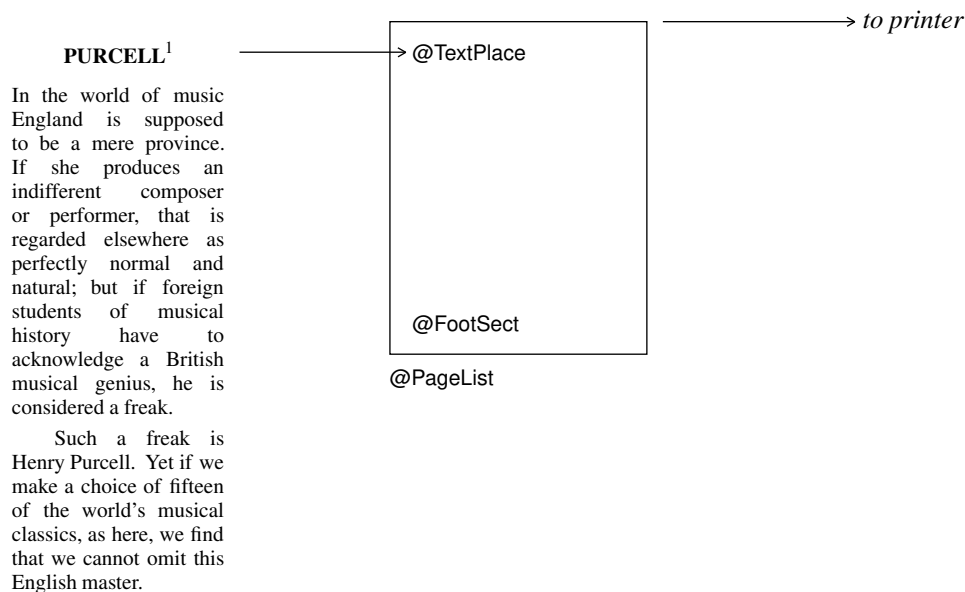 to printer
PURCELL1
@TextPlace
In the world of music
England is supposed
to be a mere province.
If she produces an
indifferent composer
or performer, that is
regarded elsewhere as
perfectly normal and
natural; but if foreign
students of musical
history have to
acknowledge a British
musical genius, he is
considered a freak.
Such a freak is
Henry Purcell. Yet if we
make a choice of fifteen
of the world's musical
classics, as here, we find
that we cannot omit this
English master.
@FootSect
@PageList